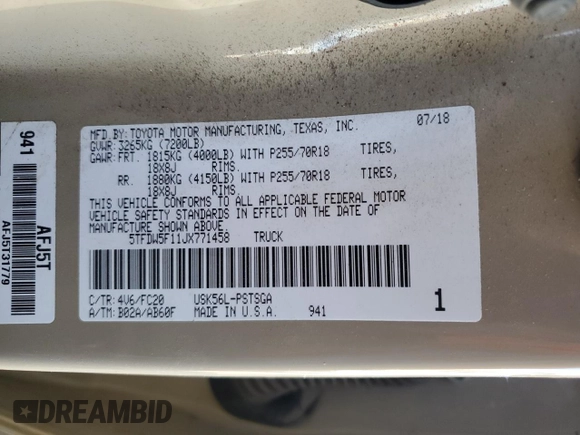 MFD.BY:TOYOTA MOTOR MANUFACTURING, TEXAS, INC. 07/18
GVWR:3265KG (7200LB)
GAWR:FRT. 1815KG (4000LB) WITH P255/70R18 TIRES,
18X8J RIMS.
RR. 1880KG (4150LB) WITH P255/70R18 TIRES,
18X8J RIMS.
THIS VEHICLE CONFORMS TO ALL APPLICABLE FEDERAL MOTOR
VEHICLE SAFETY STANDARDS IN EFFECT ON THE DATE OF
MANUFACTURE SHOWN ABOVE.
5TFDW5F11JX771458 TRUCK
C/TR:4V6/FC20 USK56L-PSTSGA
A/TM:B02A/AB60F MADE IN U.S.A. 941
1
941
AFJ5T
AFJ5T31779
DREAMBID